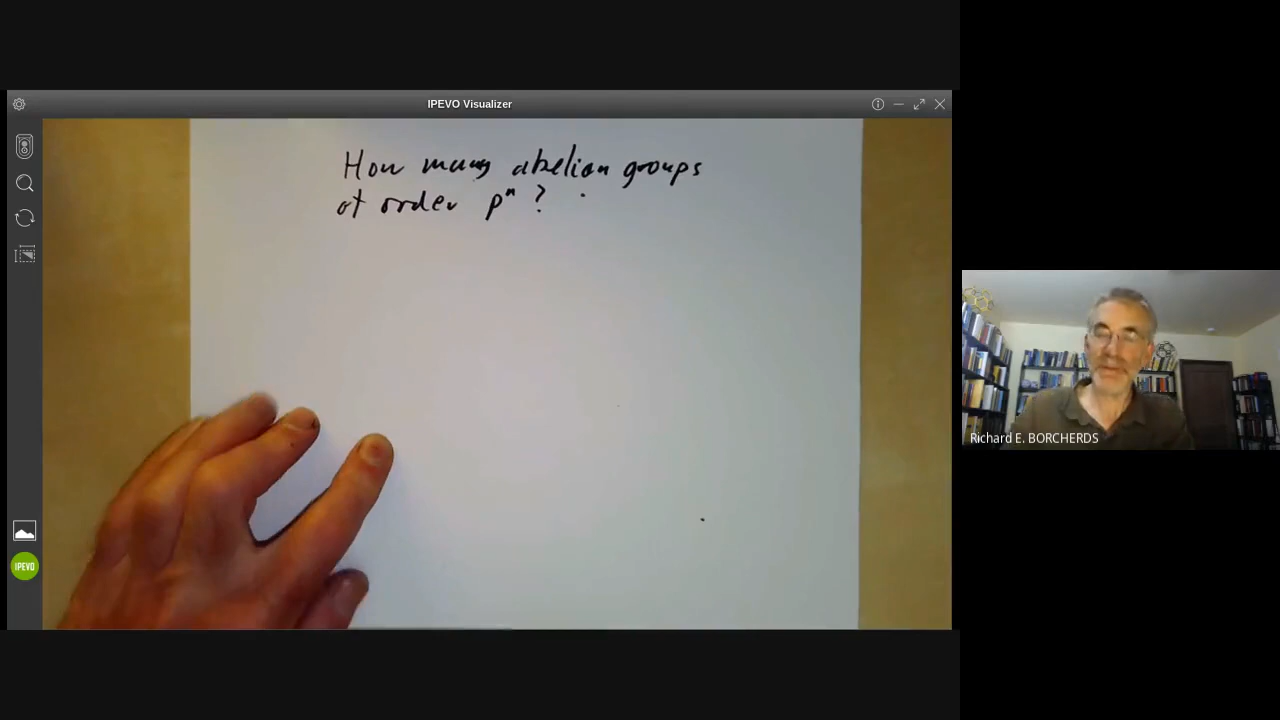 IPEVO Visualizer
How many abelian groups
of order pⁿ ?
IPEVO
Richard E. BORCHERDS